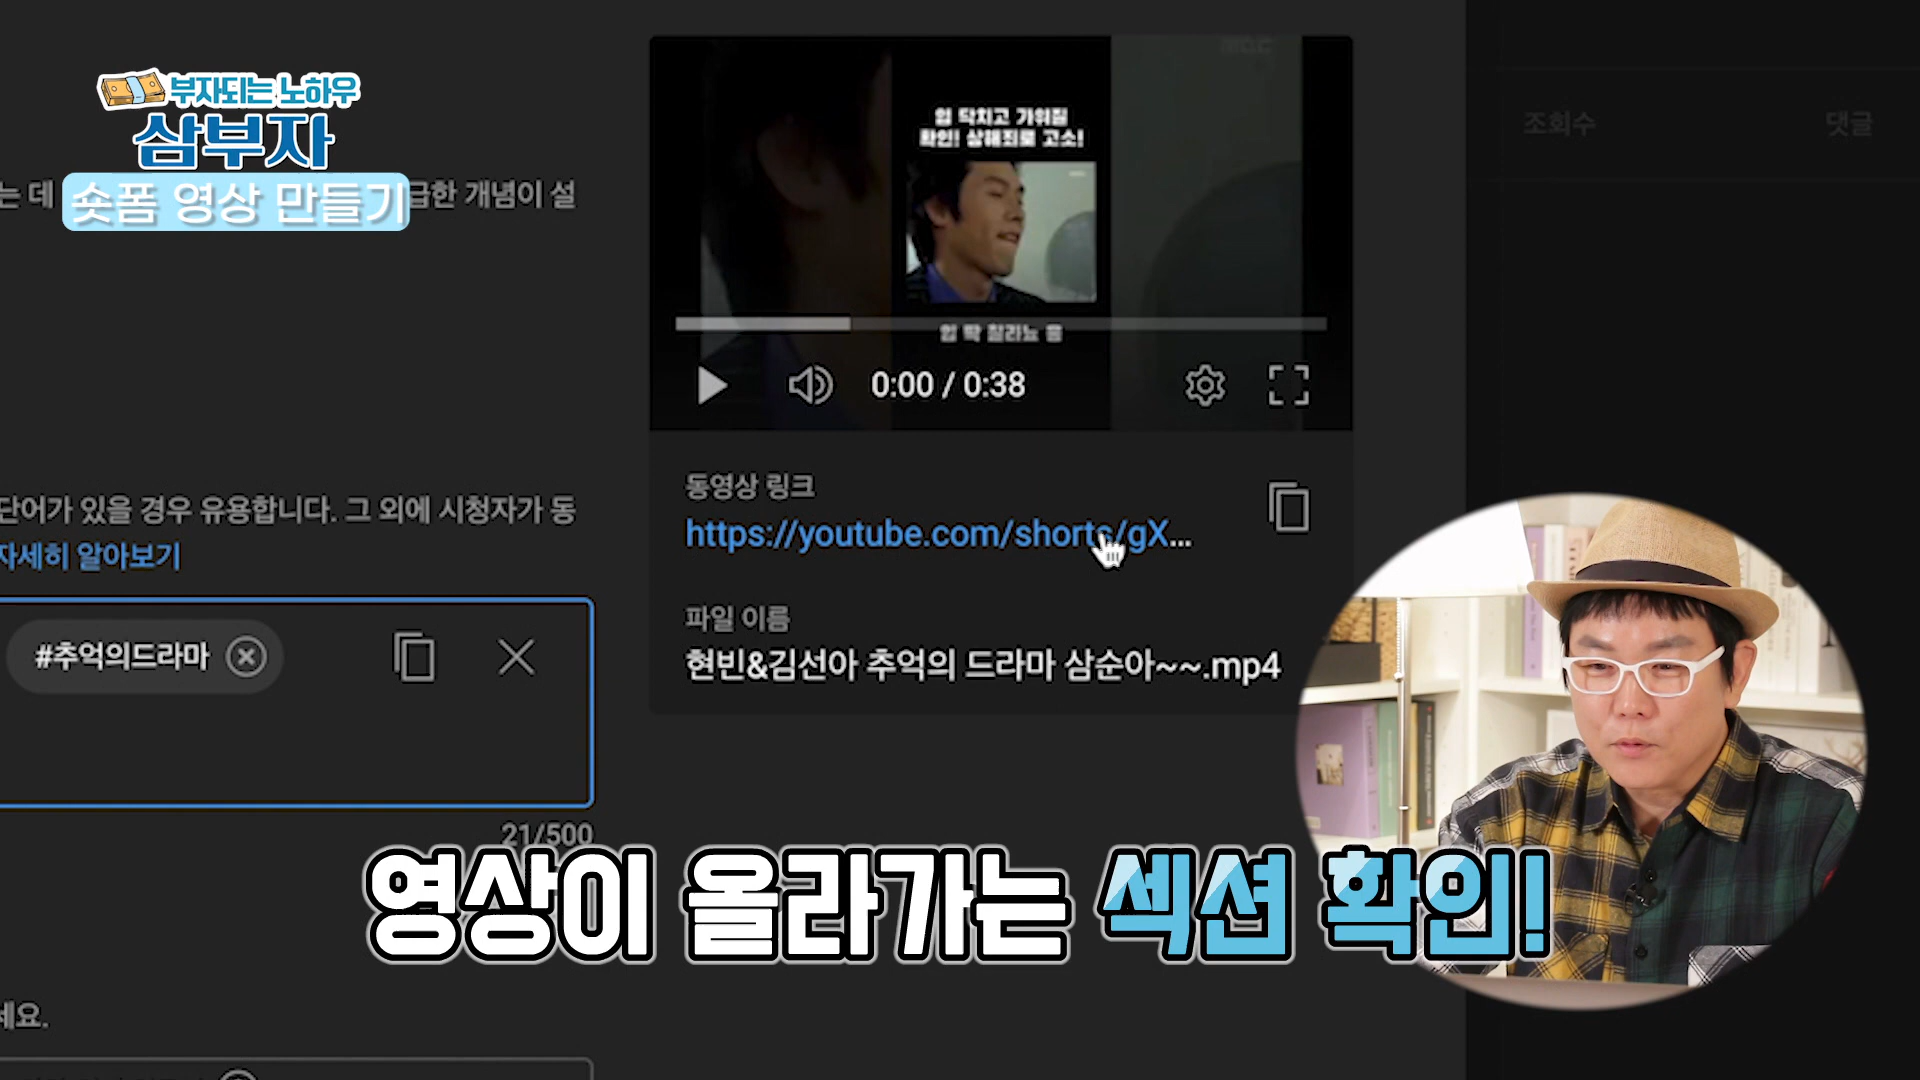 부자되는 노하우
삼부자
숏폼 영상 만들기
는 데
급한 개념이 설
조회수
댓글
입 닥치고 가위질
확인! 상해죄로 고소!
0:00 / 0:38
동영상 링크
https://youtube.com/shorts/gX...
파일 이름
현빈&김선아 추억의 드라마 삼순아~~.mp4
단어가 있을 경우 유용합니다. 그 외에 시청자가 동
자세히 알아보기
#추억의드라마
21/500
영상이 올라가는 섹션 확인!
세요.